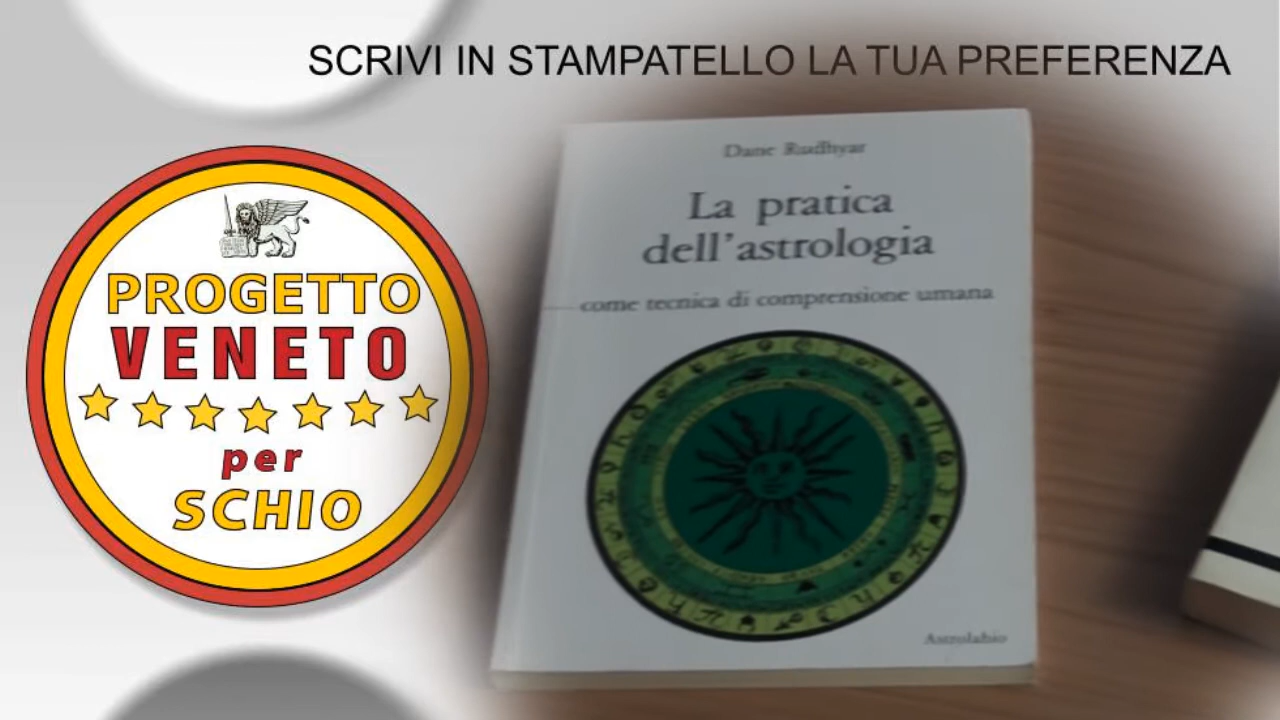 SCRIVI IN STAMPATELLO LA TUA PREFERENZA
PROGETTO
VENETO
per
SCHIO
Dane Rudhyar
La pratica
dell'astrologia
come tecnica di comprensione umana
Astrolabio